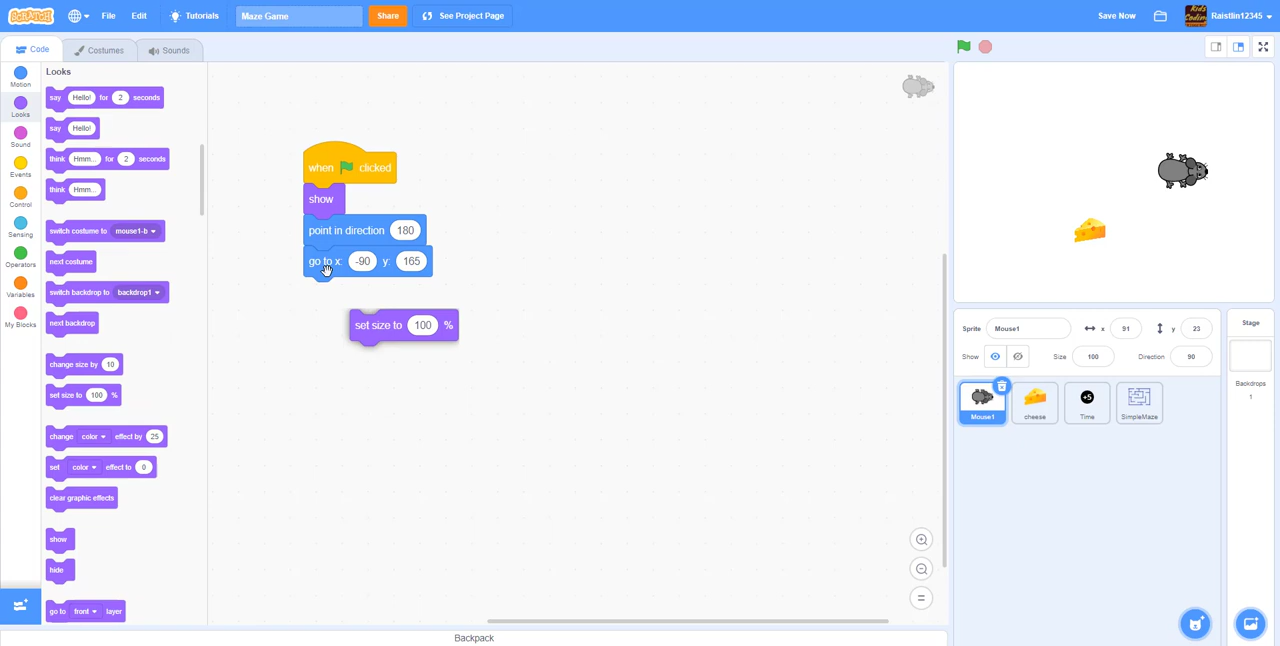 SCRATCH File Edit Tutorials Maze Game Share See Project Page Save Now Raistlin12345
Code Costumes Sounds
Motion
Looks
Sound
Events
Control
Sensing
Operators
Variables
My Blocks
Looks
say Hello! for 2 seconds
say Hello!
think Hmm... for 2 seconds
think Hmm...
switch costume to mouse1-b
next costume
switch backdrop to backdrop1
next backdrop
change size by 10
set size to 100 %
change color effect by 25
set color effect to 0
clear graphic effects
show
hide
go to front layer
when clicked
show
point in direction 180
go to x: -90 y: 165
set size to 100 %
Backpack
Sprite Mouse1 x 91 y 23
Show Size 100 Direction 90
Mouse1 cheese Time SimpleMaze
+5
Stage
Backdrops
1